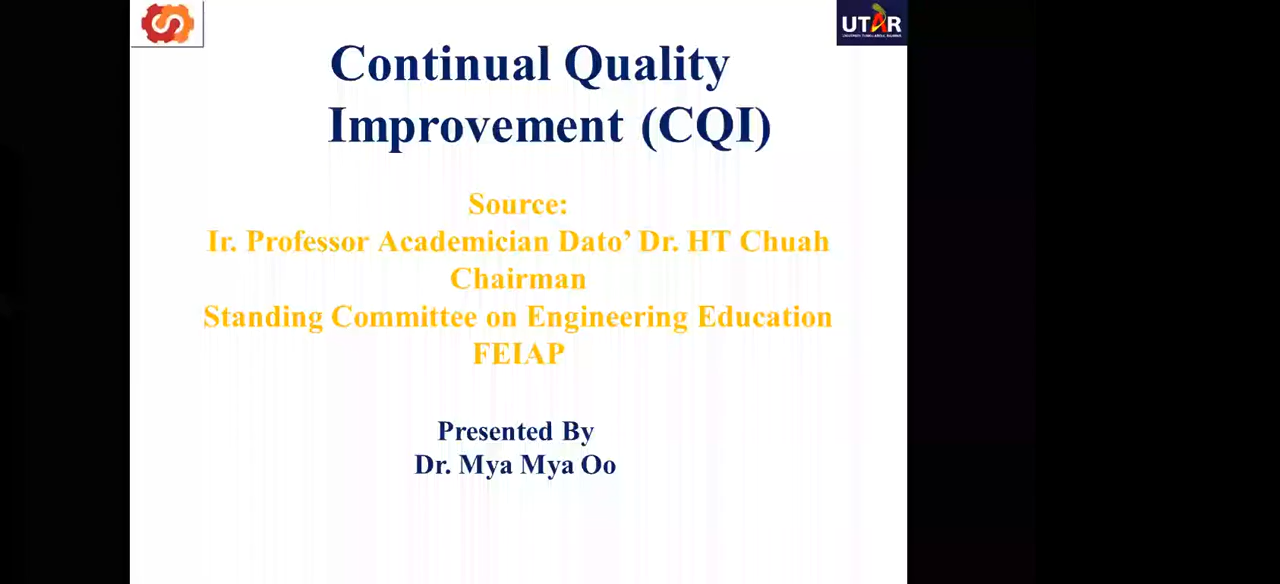 UTAR
Continual Quality
Improvement (CQI)
Source:
Ir. Professor Academician Dato’ Dr. HT Chuah
Chairman
Standing Committee on Engineering Education
FEIAP
Presented By
Dr. Mya Mya Oo